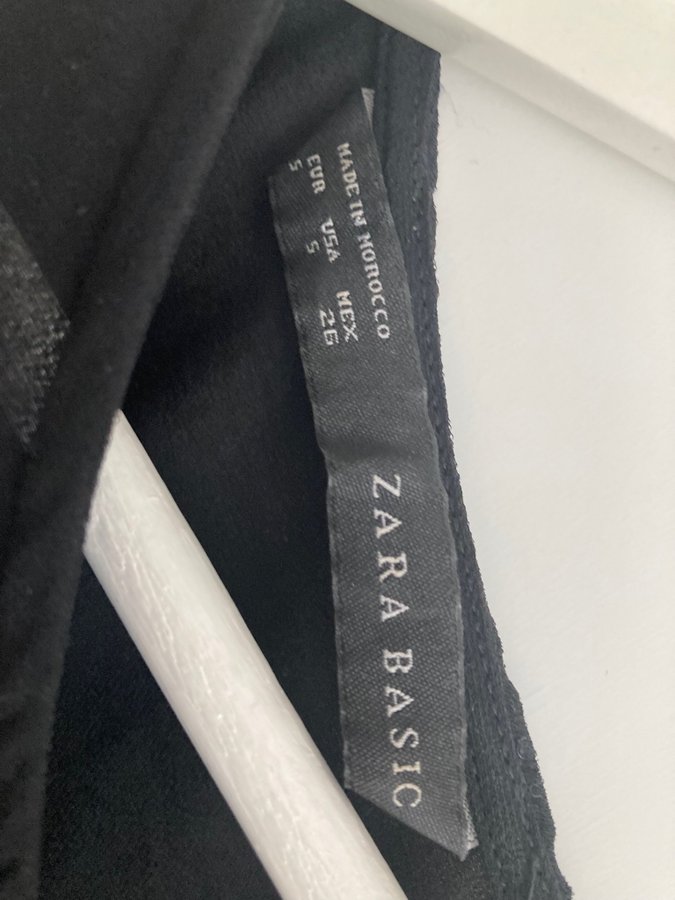 MADE IN MOROCCO
EUR USA MEX
S S 26
ZARA BASIC